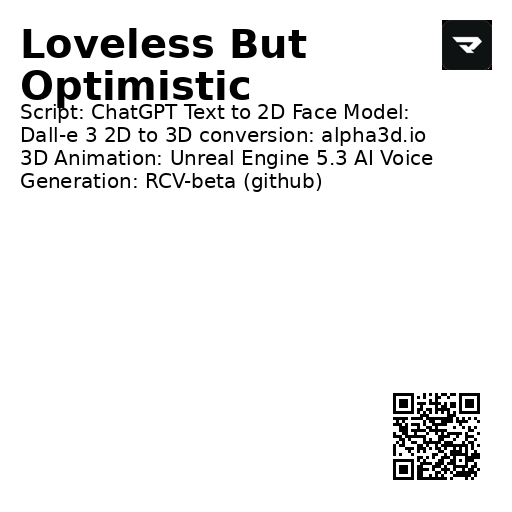 Loveless But
Optimistic
Script: ChatGPT Text to 2D Face Model:
Dall-e 3 2D to 3D conversion: alpha3d.io
3D Animation: Unreal Engine 5.3 AI Voice
Generation: RCV-beta (github)